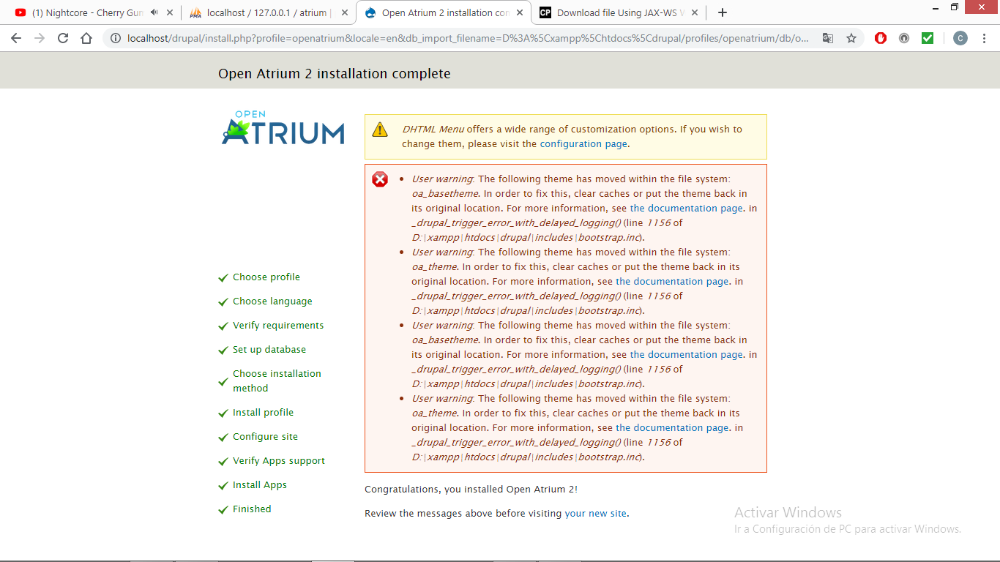 (1) Nightcore - Cherry Gun
localhost / 127.0.0.1 / atrium |
Open Atrium 2 installation con
CP
Download file Using JAX-WS W
localhost/drupal/install.php?profile=openatrium&locale=en&db_import_filename=D%3A%5Cxampp%5Chtdocs%5Cdrupal/profiles/openatrium/db/o...
C
Open Atrium 2 installation complete
OPEN
ATRIUM
DHTML Menu offers a wide range of customization options. If you wish to
change them, please visit the configuration page.
User warning: The following theme has moved within the file system:
oa_basetheme. In order to fix this, clear caches or put the theme back in
its original location. For more information, see the documentation page. in
_drupal_trigger_error_with_delayed_logging() (line 1156 of
D:\xampp\htdocs\drupal\includes\bootstrap.inc).
User warning: The following theme has moved within the file system:
oa_theme. In order to fix this, clear caches or put the theme back in its
original location. For more information, see the documentation page. in
_drupal_trigger_error_with_delayed_logging() (line 1156 of
D:\xampp\htdocs\drupal\includes\bootstrap.inc).
User warning: The following theme has moved within the file system:
oa_basetheme. In order to fix this, clear caches or put the theme back in
its original location. For more information, see the documentation page. in
_drupal_trigger_error_with_delayed_logging() (line 1156 of
D:\xampp\htdocs\drupal\includes\bootstrap.inc).
User warning: The following theme has moved within the file system:
oa_theme. In order to fix this, clear caches or put the theme back in its
original location. For more information, see the documentation page. in
_drupal_trigger_error_with_delayed_logging() (line 1156 of
D:\xampp\htdocs\drupal\includes\bootstrap.inc).
Choose profile
Choose language
Verify requirements
Set up database
Choose installation
method
Install profile
Configure site
Verify Apps support
Install Apps
Finished
Congratulations, you installed Open Atrium 2!
Review the messages above before visiting your new site.
Activar Windows
Ir a Configuración de PC para activar Windows.